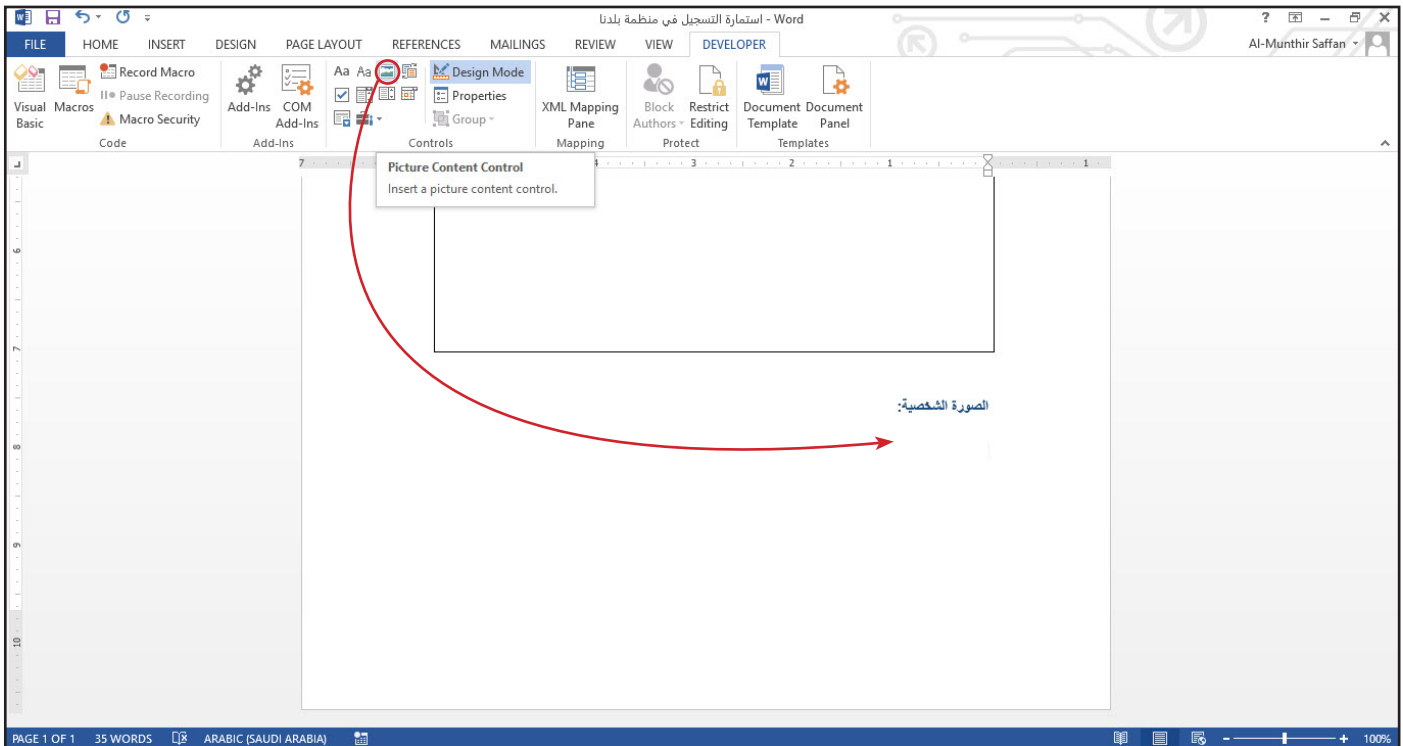 استمارة التسجيل في منظمة بلدنا - Word
FILE HOME INSERT DESIGN PAGE LAYOUT REFERENCES MAILINGS REVIEW VIEW DEVELOPER
Al-Munthir Saffan
Visual Basic
Macros
Record Macro
Pause Recording
Macro Security
Code
Add-Ins
COM Add-Ins
Add-Ins
Aa Aa
Design Mode
Properties
Group
Controls
XML Mapping Pane
Mapping
Block Authors
Restrict Editing
Protect
Document Template
Document Panel
Templates
7 4 3 2 1 1
Picture Content Control
Insert a picture content control.
6
7
8
9
10
الصورة الشخصية:
PAGE 1 OF 1 35 WORDS ARABIC (SAUDI ARABIA) 100%